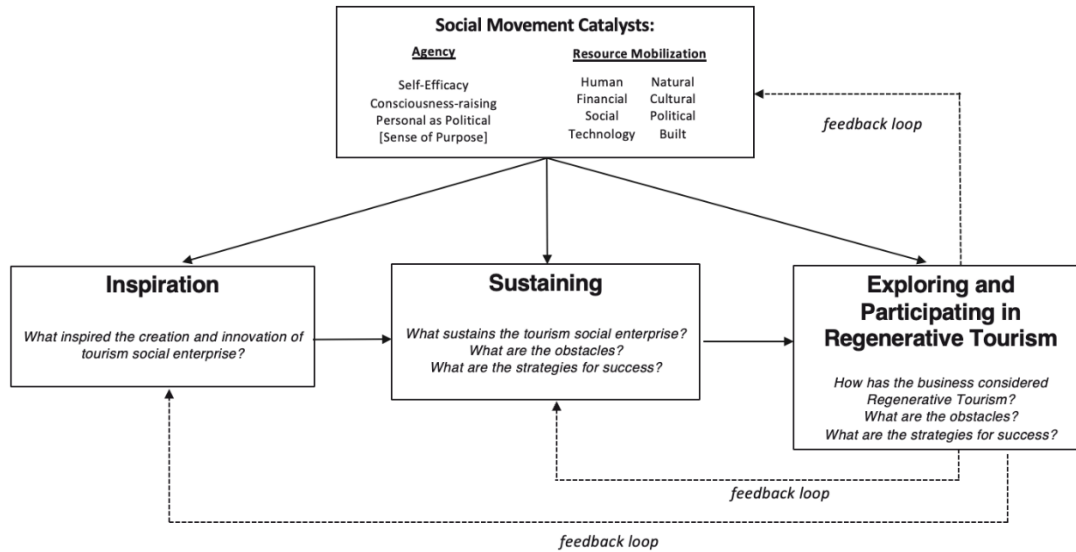 Social Movement Catalysts:
Agency
Self-Efficacy
Consciousness-raising
Personal as Political
[Sense of Purpose]
Resource Mobilization
Human Natural
Financial Cultural
Social Political
Technology Built
feedback loop
Inspiration
What inspired the creation and innovation of
tourism social enterprise?
Sustaining
What sustains the tourism social enterprise?
What are the obstacles?
What are the strategies for success?
Exploring and
Participating in
Regenerative Tourism
How has the business considered
Regenerative Tourism?
What are the obstacles?
What are the strategies for success?
feedback loop
feedback loop